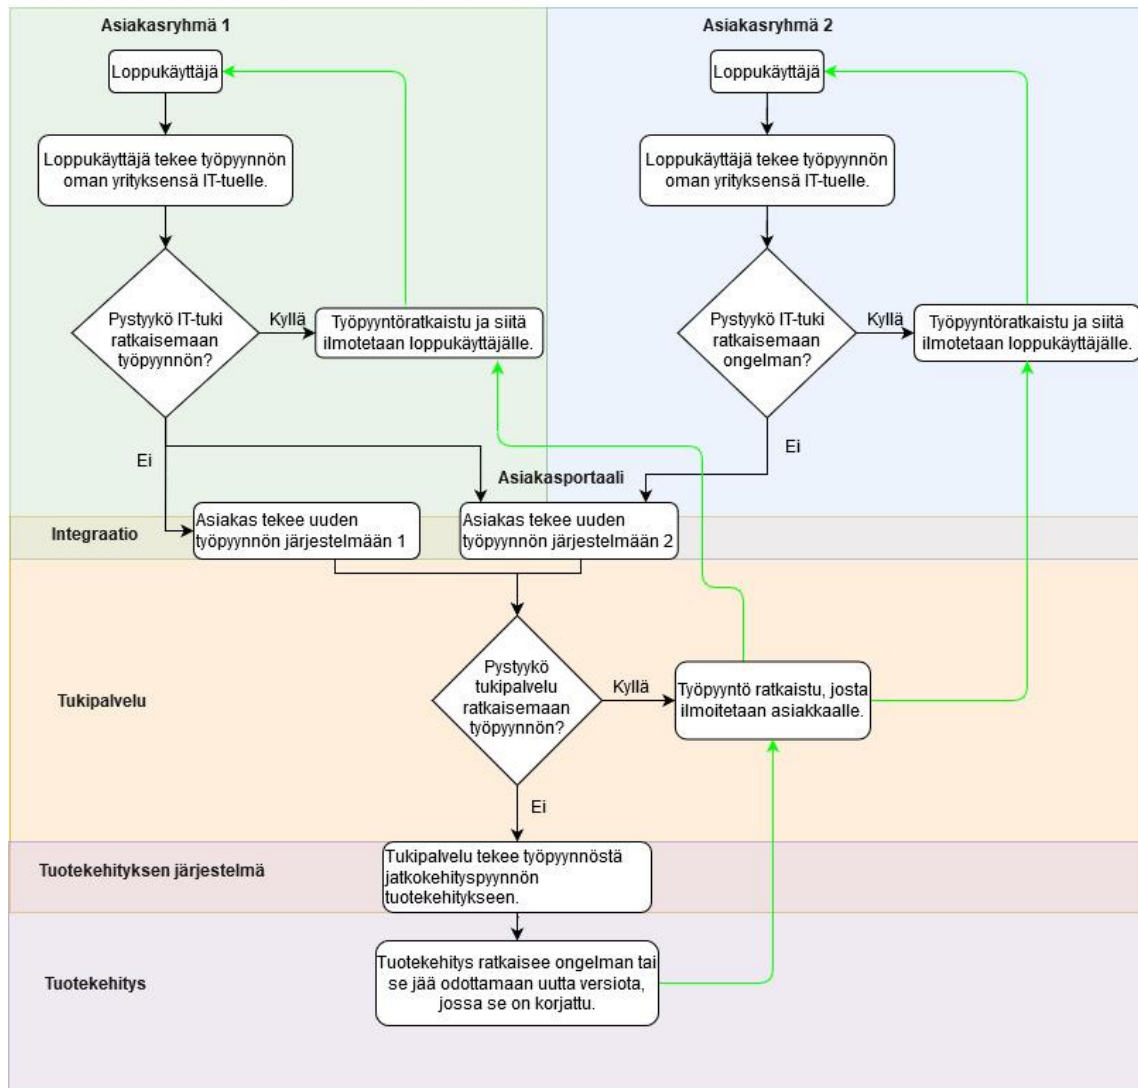 Asiakasryhmä 1
Asiakasryhmä 2
Loppukäyttäjä
Loppukäyttäjä
Loppukäyttäjä tekee työpyynnön
oman yrityksensä IT-tuelle.
Loppukäyttäjä tekee työpyynnön
oman yrityksensä IT-tuelle.
Pystyykö IT-tuki
ratkaisemaan
työpyynnön?
Kyllä
Työpyyntöratkaistu ja siitä
ilmotetaan loppukäyttäjälle.
Pystyykö IT-tuki
ratkaisemaan
ongelman?
Kyllä
Työpyyntöratkaistu ja siitä
ilmotetaan loppukäyttäjälle.
Ei
Ei
Asiakasportaali
Integraatio
Asiakas tekee uuden
työpyynnön järjestelmään 1
Asiakas tekee uuden
työpyynnön järjestelmään 2
Tukipalvelu
Pystyykö
tukipalvelu
ratkaisemaan
työpyynnön?
Kyllä
Työpyyntö ratkaistu, josta
ilmoitetaan asiakkaalle.
Ei
Tuotekehityksen järjestelmä
Tukipalvelu tekee työpyynnöstä
jatkokehityspyynnön
tuotekehitykseen.
Tuotekehitys
Tuotekehitys ratkaisee ongelman tai
se jää odottamaan uutta versiota,
jossa se on korjattu.